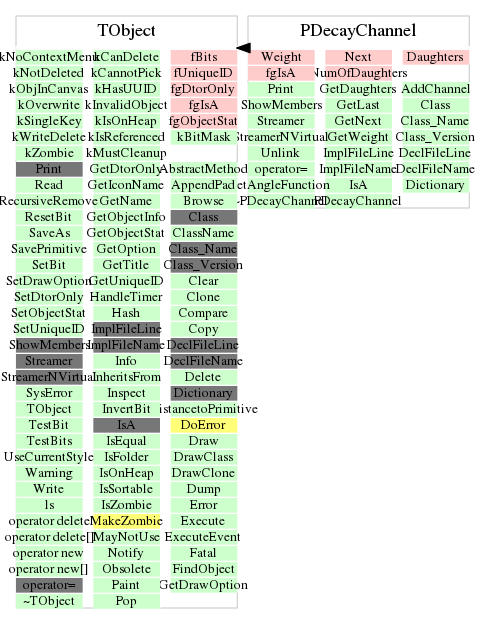 TObject PDecayChannel
kNoContextMenu kCanDelete fBits Weight Next Daughters
kNotDeleted kCannotPick fUniqueID fgIsA NumOfDaughters
kObjInCanvas kHasUUID fgDtorOnly Print GetDaughters AddChannel
kOverwrite kInvalidObject fgIsA ShowMembers GetLast Class
kSingleKey kIsOnHeap fgObjectStat Streamer GetNext Class_Name
kWriteDelete kIsReferenced kBitMask StreamerNVirtual GetWeight Class_Version
kZombie kMustCleanup Unlink ImplFileLine DeclFileLine
Print GetDtorOnly AbstractMethod operator= ImplFileName DeclFileName
Read GetIconName AppendPad etAngleFunction IsA Dictionary
RecursiveRemove GetName Browse ~PDecayChannel PDecayChannel
ResetBit GetObjectInfo Class
SaveAs GetObjectStat ClassName
SavePrimitive GetOption Class_Name
SetBit GetTitle Class_Version
SetDrawOption GetUniqueID Clear
SetDtorOnly HandleTimer Clone
SetObjectStat Hash Compare
SetUniqueID ImplFileLine Copy
ShowMembers ImplFileName DeclFileLine
Streamer Info DeclFileName
StreamerNVirtual InheritsFrom Delete
SysError Inspect Dictionary
TObject InvertBit istancetoPrimitive
TestBit IsA DoError
TestBits IsEqual Draw
UseCurrentStyle IsFolder DrawClass
Warning IsOnHeap DrawClone
Write IsSortable Dump
ls IsZombie Error
operator delete MakeZombie Execute
operator delete[] MayNotUse ExecuteEvent
operator new Notify Fatal
operator new[] Obsolete FindObject
operator= Paint GetDrawOption
~TObject Pop